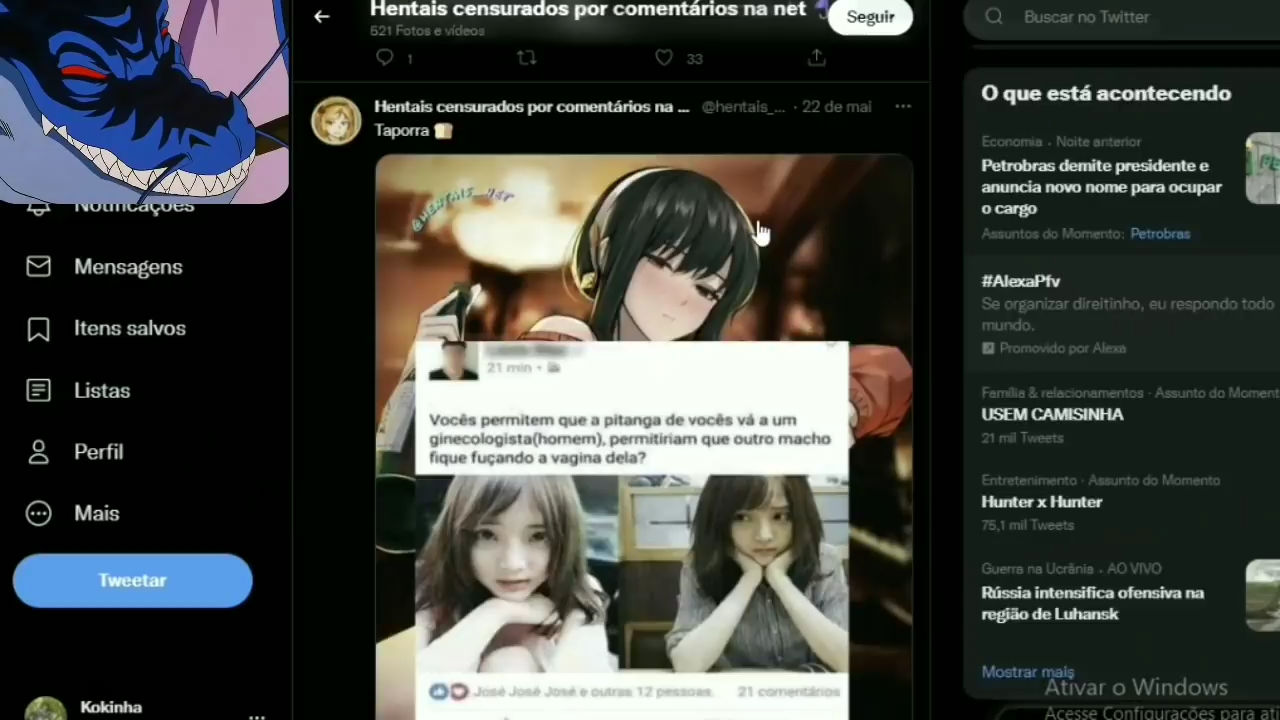 Hentais censurados por comentários na net
521 Fotos e vídeos
Seguir
1
33
Hentais censurados por comentários na ... @hentais_... · 22 de mai
Taporra
@HENTAIS__NET
21 min •
Vocês permitem que a pitanga de vocês vá a um
ginecologista(homem), permitiriam que outro macho
fique fuçando a vagina dela?
José José José e outras 12 pessoas.
21 comentários
Notificações
Mensagens
Itens salvos
Listas
Perfil
Mais
Tweetar
Kokinha
Buscar no Twitter
O que está acontecendo
Economia · Noite anterior
Petrobras demite presidente e
anuncia novo nome para ocupar
o cargo
Assuntos do Momento: Petrobras
#AlexaPfv
Se organizar direitinho, eu respondo todo
mundo.
Promovido por Alexa
Família & relacionamentos · Assunto do Moment
USEM CAMISINHA
21 mil Tweets
Entretenimento · Assunto do Momento
Hunter x Hunter
75,1 mil Tweets
Guerra na Ucrânia · AO VIVO
Rússia intensifica ofensiva na
região de Luhansk
Mostrar mais
Ativar o Windows
Acesse Configurações para ati